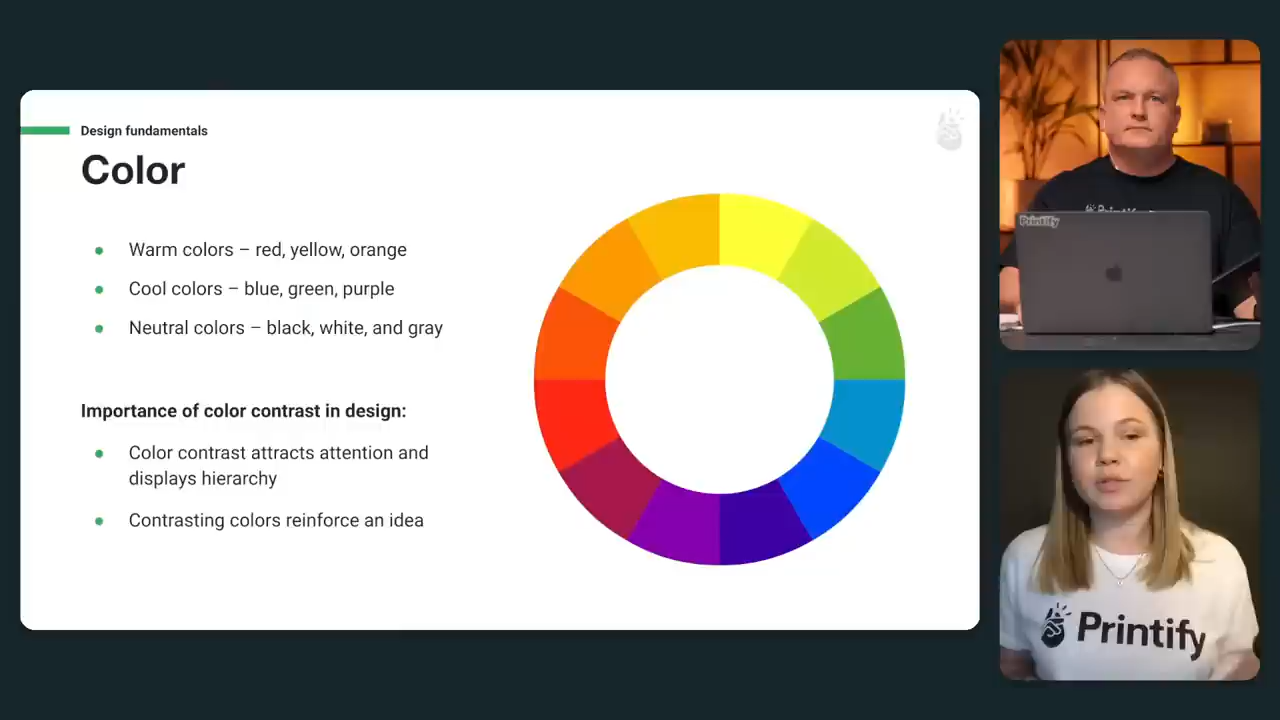 Design fundamentals
Color
Warm colors – red, yellow, orange
Cool colors – blue, green, purple
Neutral colors – black, white, and gray
Importance of color contrast in design:
Color contrast attracts attention and
displays hierarchy
Contrasting colors reinforce an idea
Printify
Printify
Printify